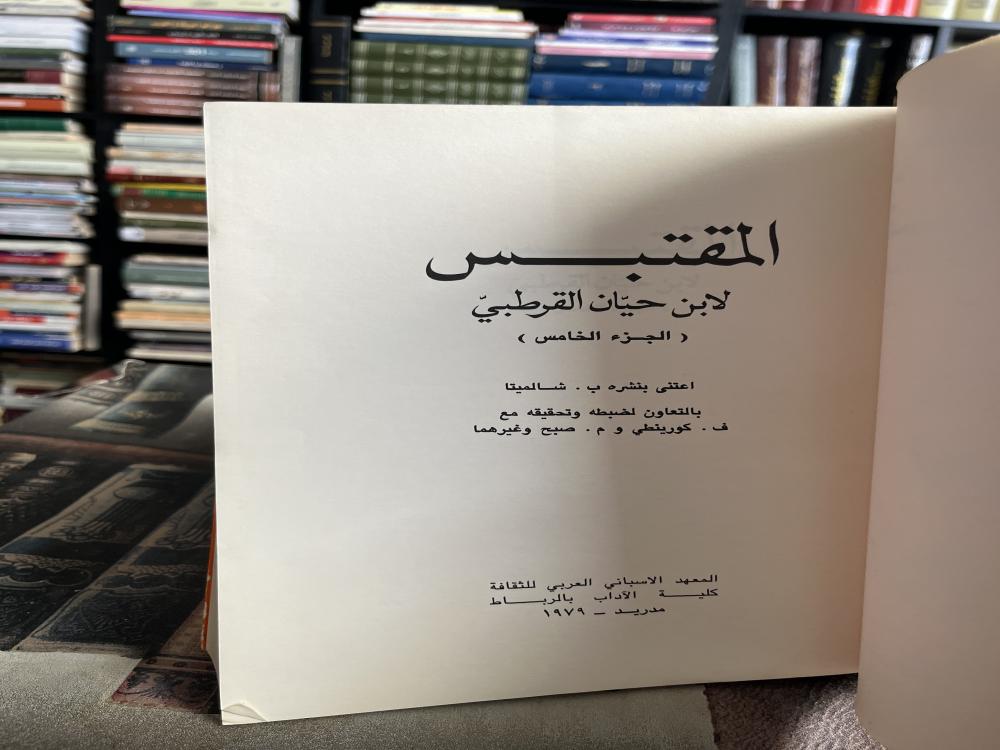 المقتبس
لابن حيّان القرطبيّ
( الجزء الخامس )
اعتنى بنشره ب . شالميتا
بالتعاون لضبطه وتحقيقه مع
ف . كورينطي و م . صبح وغيرهما
المعهد الاسباني العربي للثقافة
كلية الآداب بالرباط
مدريد – ١٩٧٩